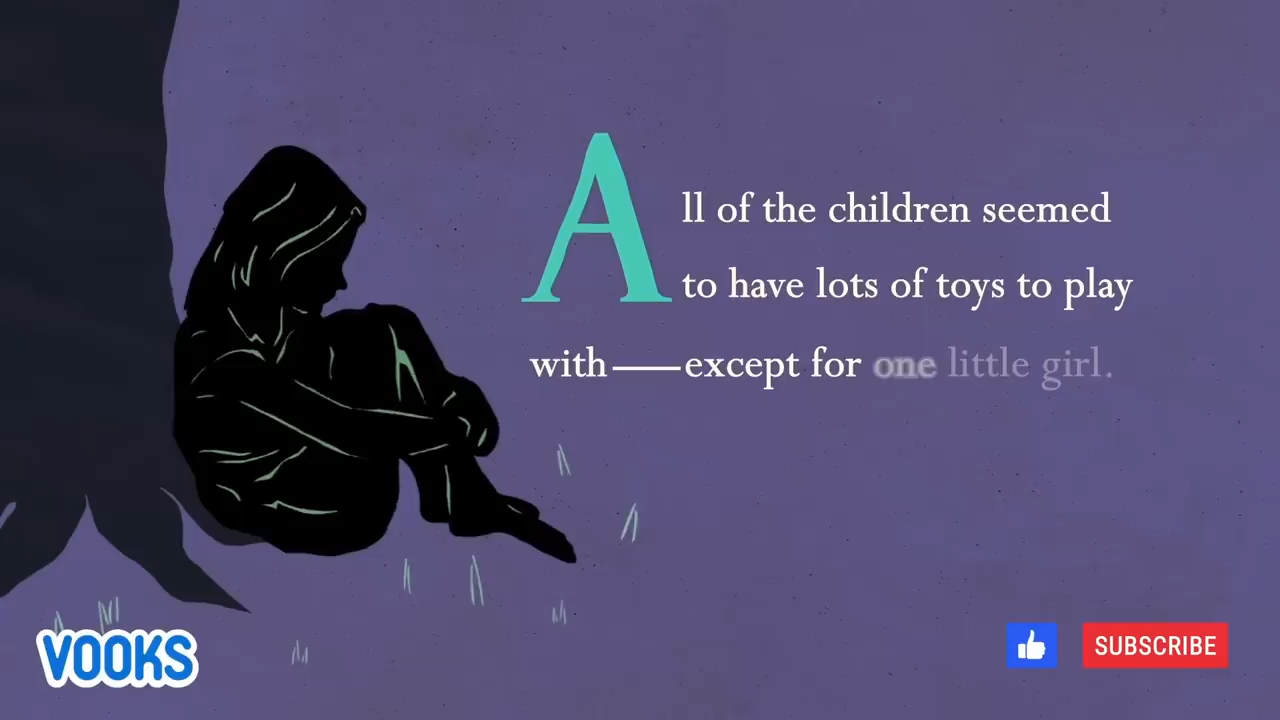 All of the children seemed
to have lots of toys to play
with—except for one little girl.
VOOKS
SUBSCRIBE